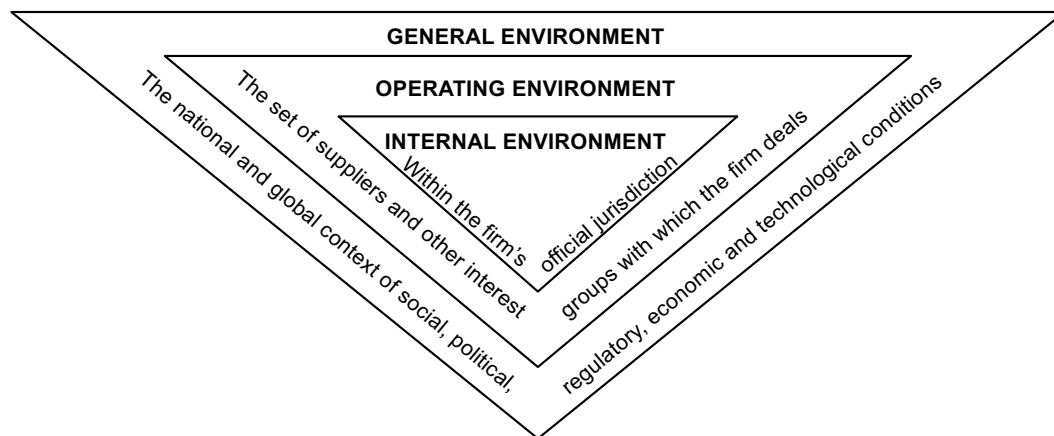 GENERAL ENVIRONMENT
The national and global context of social, political,
regulatory, economic and technological conditions
OPERATING ENVIRONMENT
The set of suppliers and other interest
groups with which the firm deals
INTERNAL ENVIRONMENT
Within the firm’s
official jurisdiction